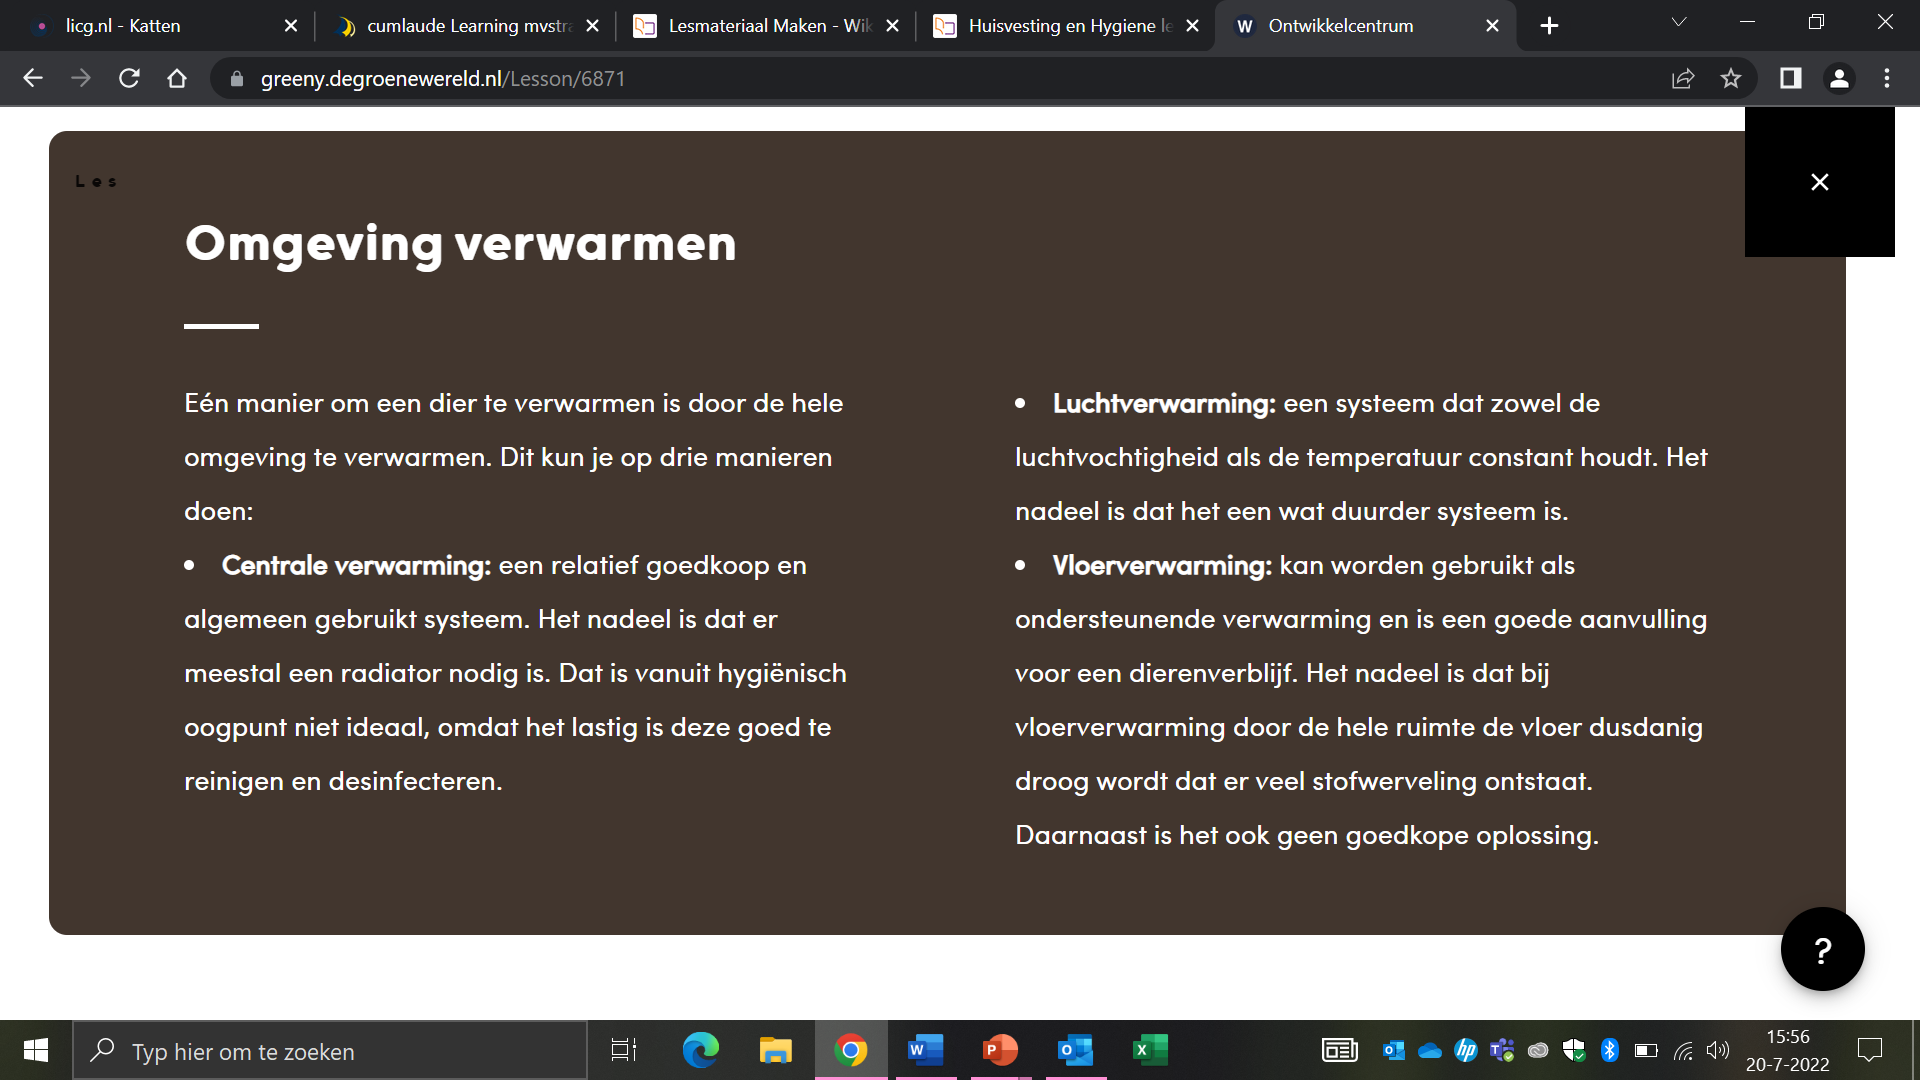 licg.nl - Katten
cumlaude Learning mvstra
Lesmateriaal Maken - Wik
Huisvesting en Hygiene le
W Ontwikkelcentrum
greeny.degroenewereld.nl/Lesson/6871
Les
Omgeving verwarmen
Eén manier om een dier te verwarmen is door de hele
omgeving te verwarmen. Dit kun je op drie manieren
doen:
• Centrale verwarming: een relatief goedkoop en
algemeen gebruikt systeem. Het nadeel is dat er
meestal een radiator nodig is. Dat is vanuit hygiënisch
oogpunt niet ideaal, omdat het lastig is deze goed te
reinigen en desinfecteren.
• Luchtverwarming: een systeem dat zowel de
luchtvochtigheid als de temperatuur constant houdt. Het
nadeel is dat het een wat duurder systeem is.
• Vloerverwarming: kan worden gebruikt als
ondersteunende verwarming en is een goede aanvulling
voor een dierenverblijf. Het nadeel is dat bij
vloerverwarming door de hele ruimte de vloer dusdanig
droog wordt dat er veel stofwerveling ontstaat.
Daarnaast is het ook geen goedkope oplossing.
?
Typ hier om te zoeken
15:56
20-7-2022